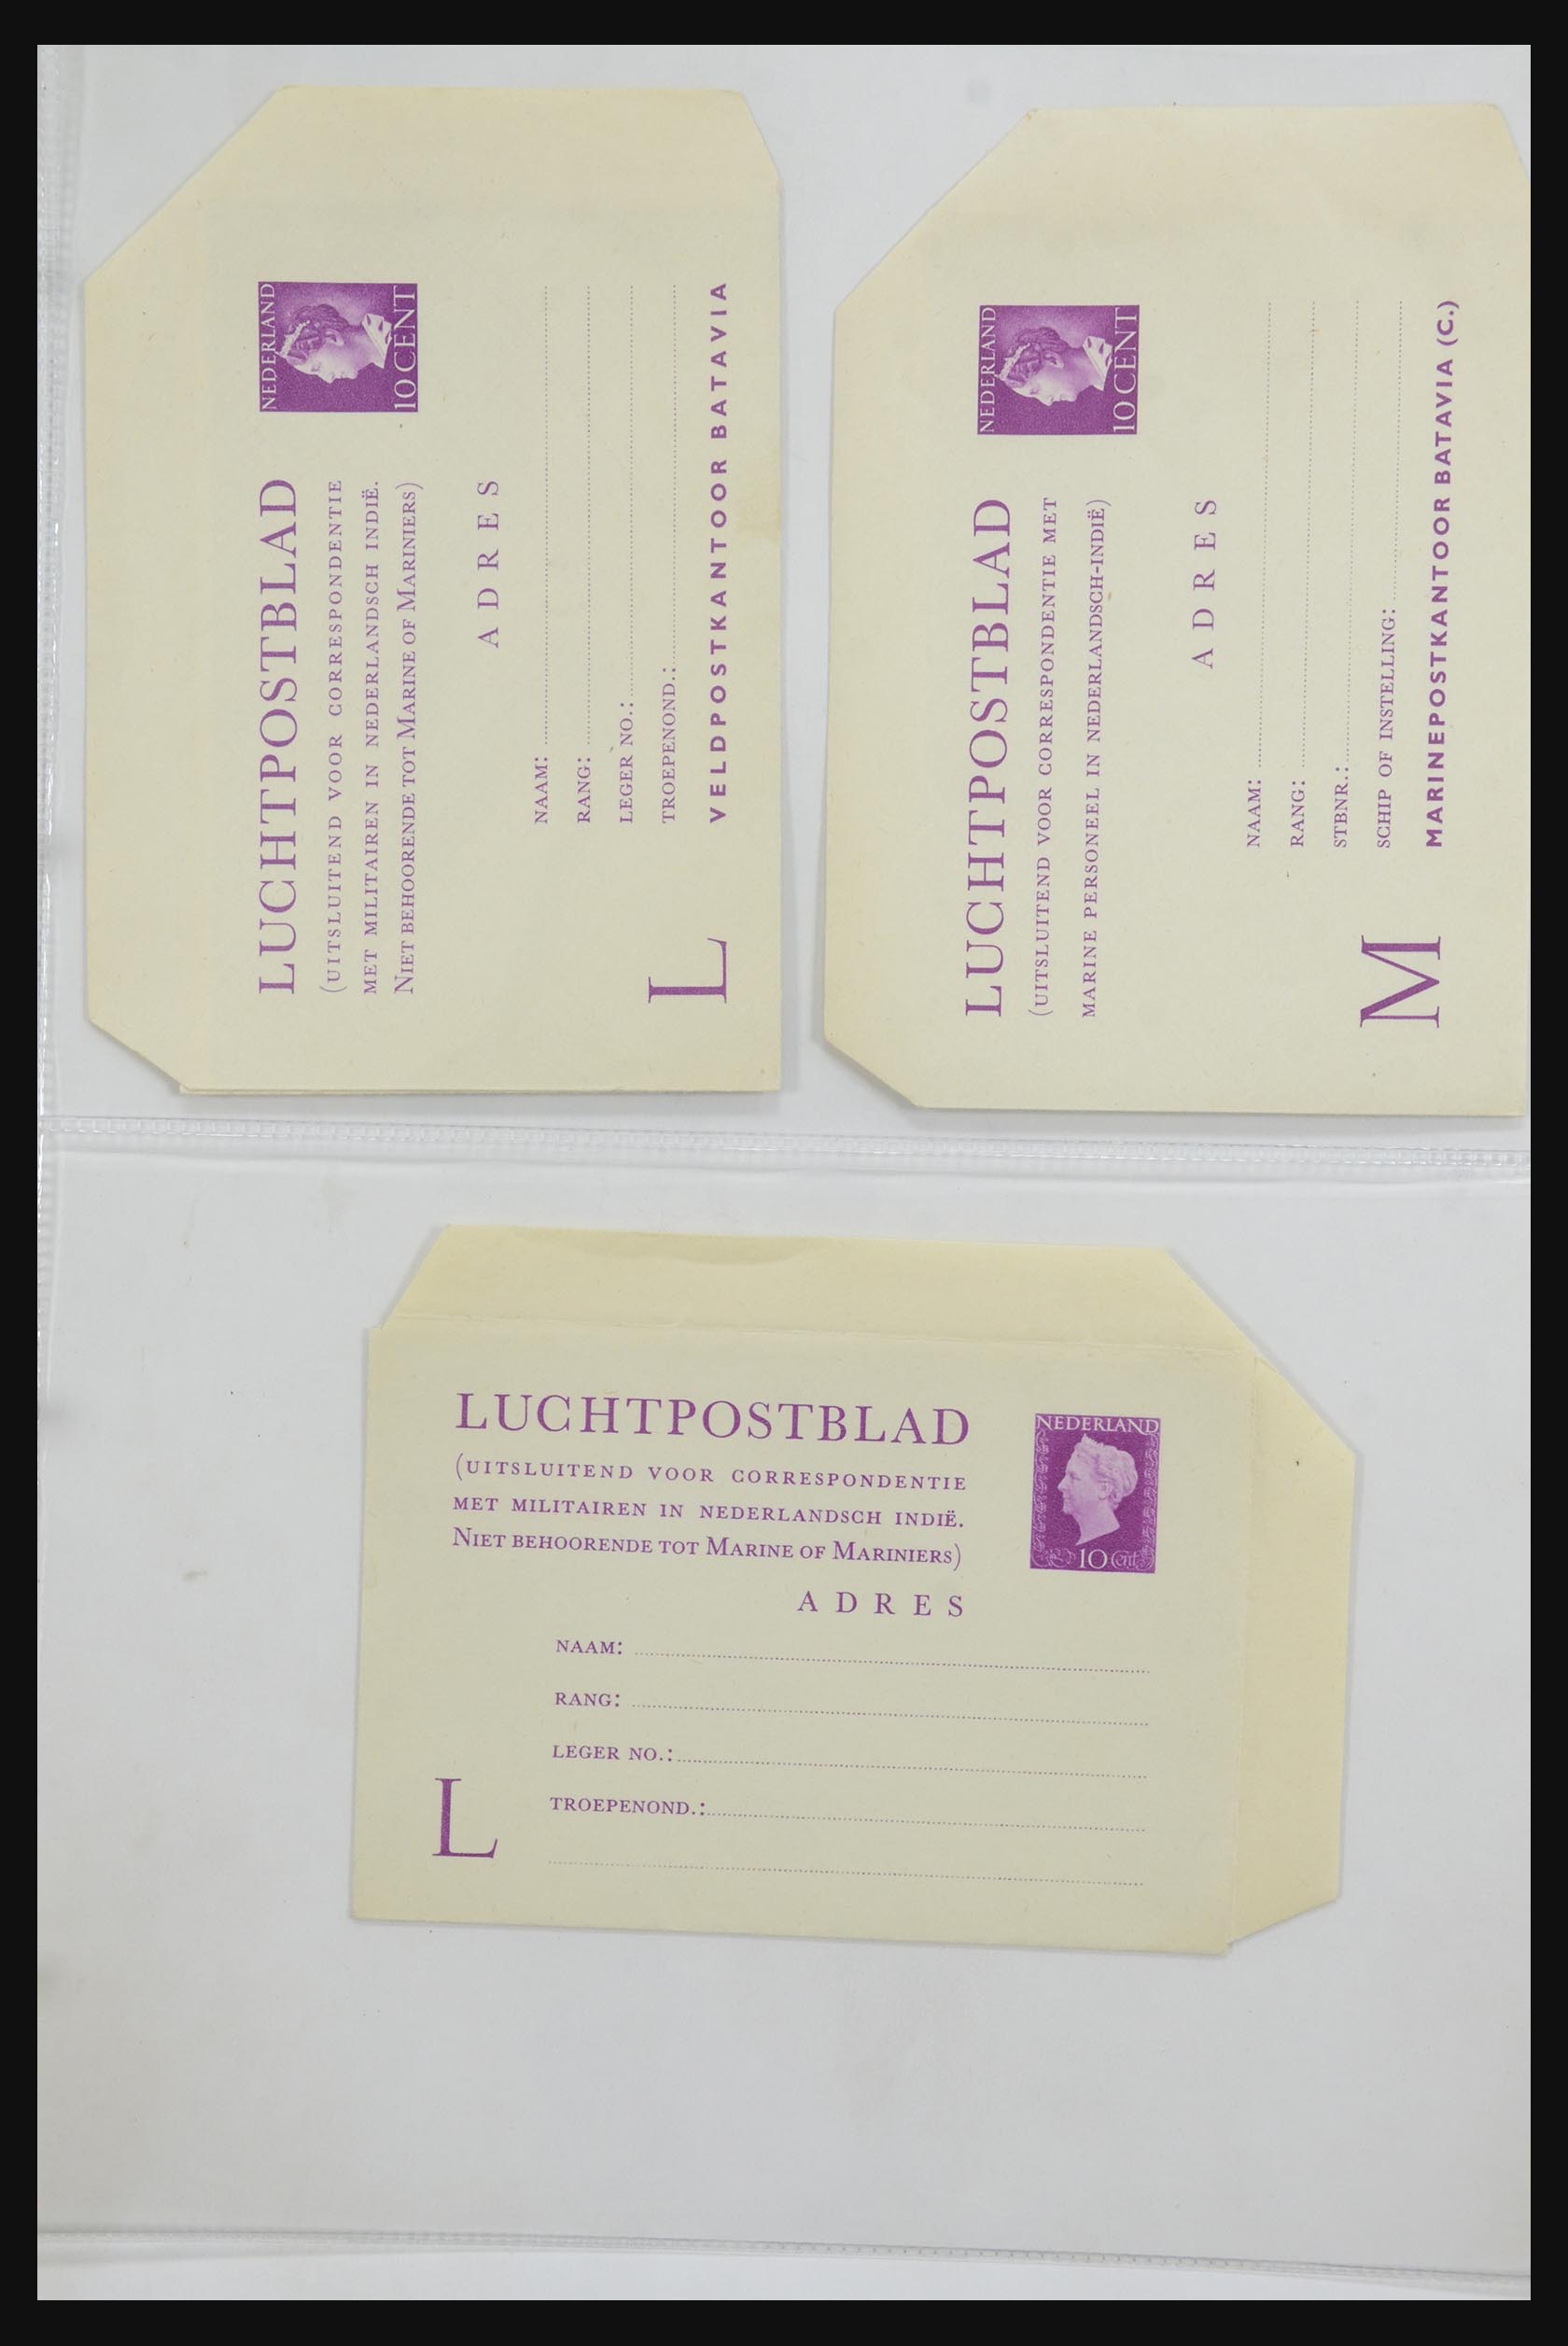 LUCHTPOSTBLAD
(UITSLUITEND VOOR CORRESPONDENTIE
MET MILITAIREN IN NEDERLANDSCH INDIË.
NIET BEHOORENDE TOT MARINE OF MARINIERS)
NEDERLAND
10 CENT
ADRES
NAAM:
RANG:
LEGER NO.:
TROEPENOND.:
VELDPOSTKANTOOR BATAVIA
L
LUCHTPOSTBLAD
(UITSLUITEND VOOR CORRESPONDENTIE MET
MARINE PERSONEEL IN NEDERLANDSCH-INDIË)
NEDERLAND
10 CENT
ADRES
NAAM:
RANG:
STBNR.:
SCHIP OF INSTELLING:
MARINEPOSTKANTOOR BATAVIA (C.)
M
LUCHTPOSTBLAD
(UITSLUITEND VOOR CORRESPONDENTIE
MET MILITAIREN IN NEDERLANDSCH INDIË.
NIET BEHOORENDE TOT MARINE OF MARINIERS)
NEDERLAND
10 Cent
ADRES
NAAM:
RANG:
LEGER NO.:
TROEPENOND.:
L